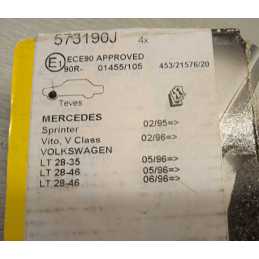 573190J 4x
E1 ECE90 APPROVED
90R- 01455/105 453/21576/20
Teves
MERCEDES
Sprinter 02/95=>
Vito, V Class 02/96=>
VOLKSWAGEN
LT 28-35 05/96=>
LT 28-46 05/96=>
LT 28-46 06/96=>